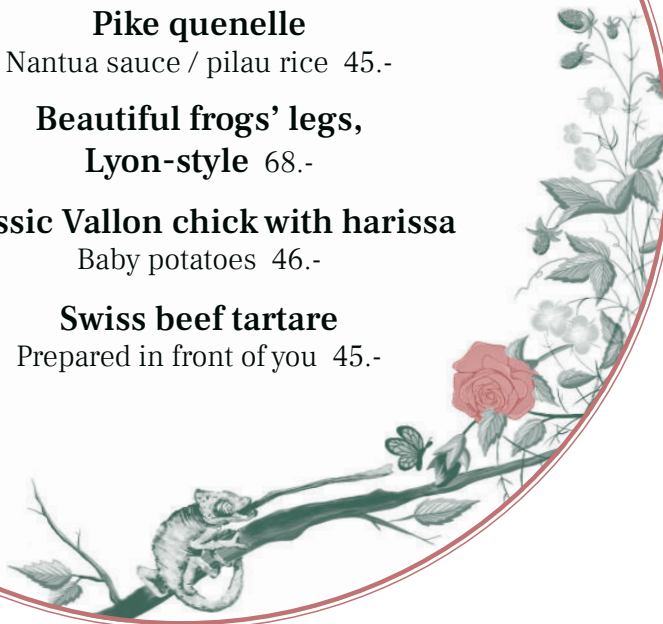 Pike quenelle
Nantua sauce / pilau rice 45.-
Beautiful frogs’ legs,
Lyon-style 68.-
ssic Vallon chick with harissa
Baby potatoes 46.-
Swiss beef tartare
Prepared in front of you 45.-